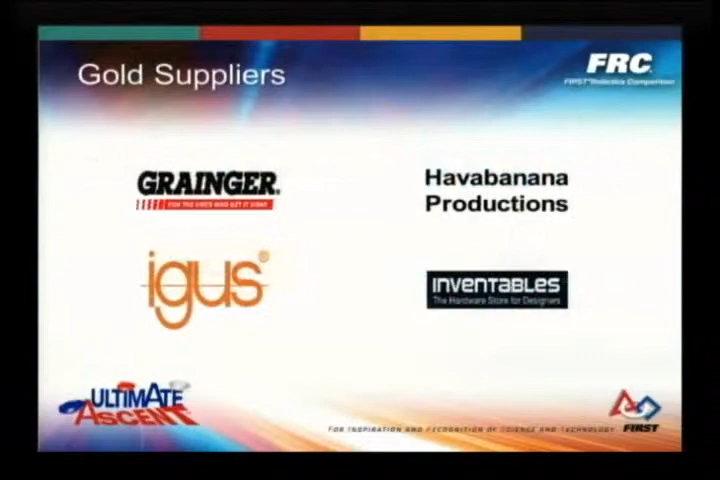 Gold Suppliers
FRC
FIRST Robotics Competition
GRAINGER.
FOR THE ONES WHO GET IT DONE
Havabanana
Productions
igus®
INVENTABLES
The Hardware Store for Designers
ULTIMATE
ASCENT
FOR INSPIRATION AND RECOGNITION OF SCIENCE AND TECHNOLOGY
FIRST